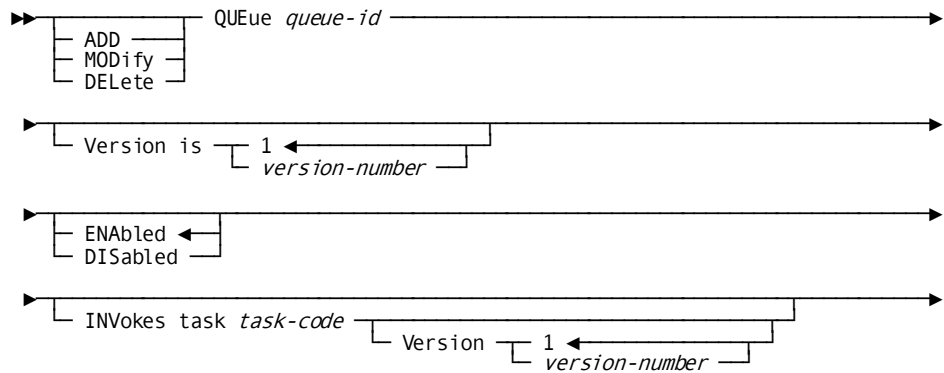 QUEue queue-id
ADD
MODify
DELete
Version is 1
version-number
ENAbled
DISabled
INVokes task task-code
Version 1
version-number